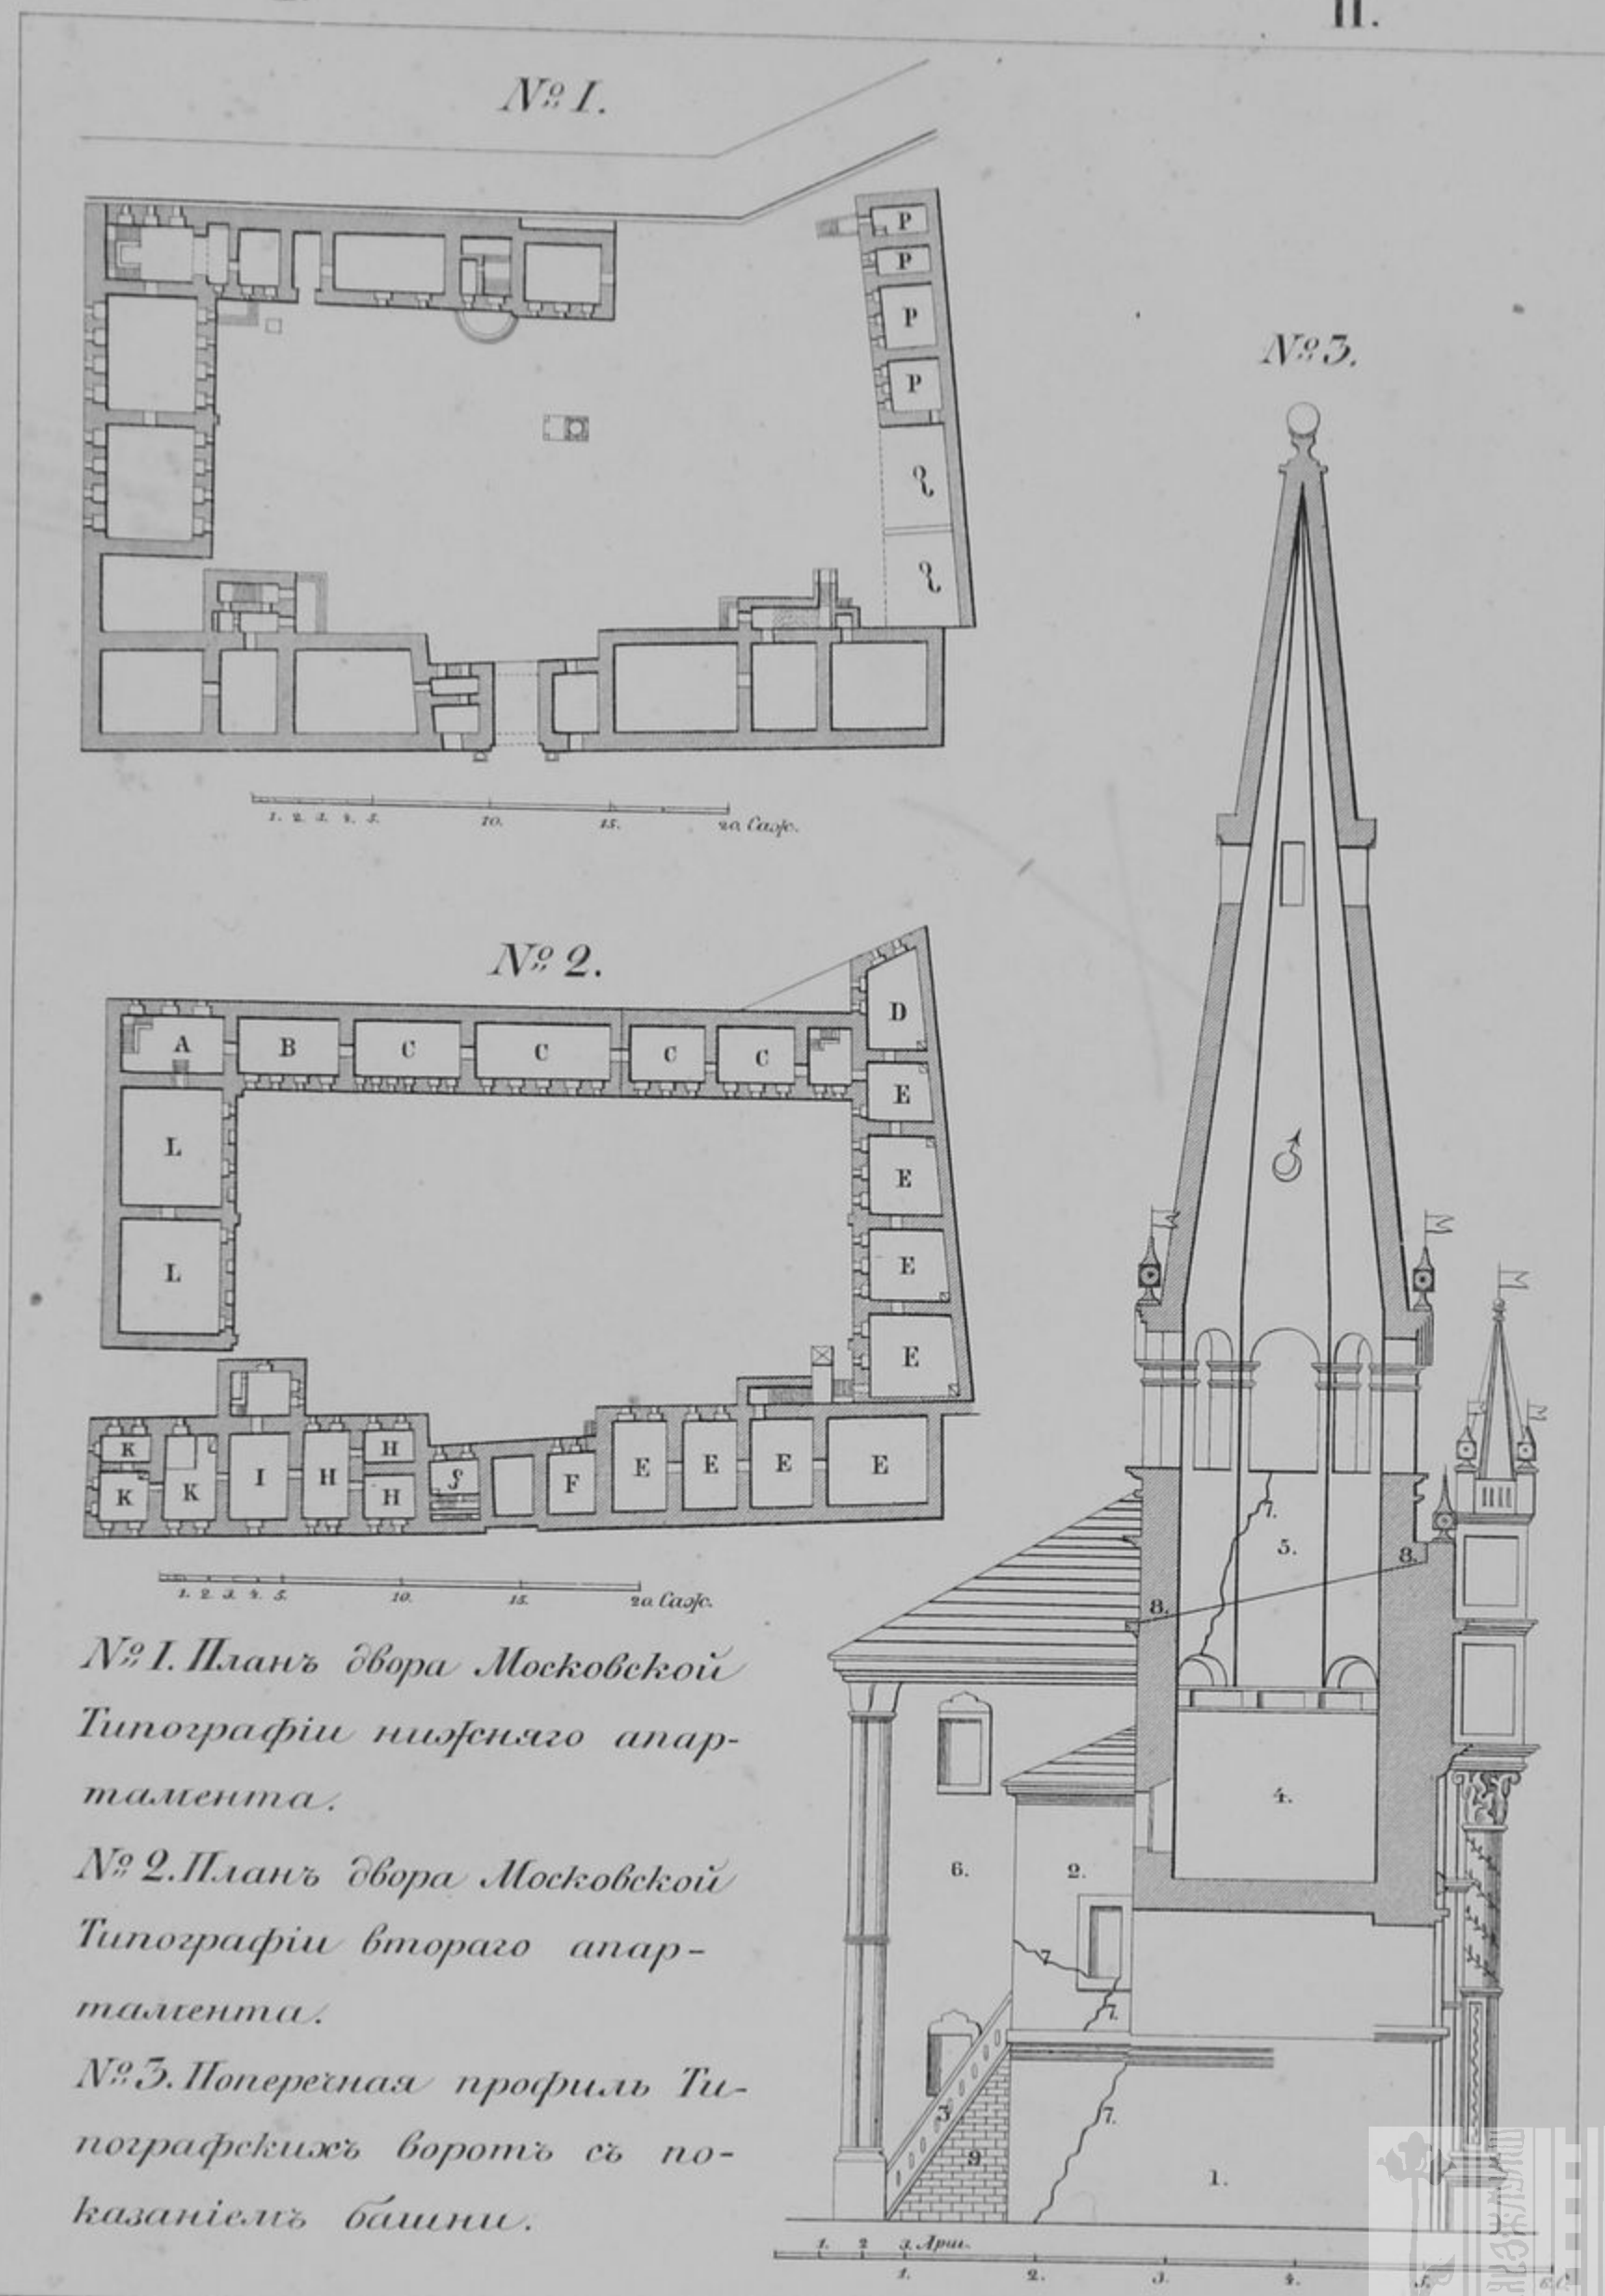 II.
№ 1.
P
P
P
P
1. 2. 3. 4. 5. 10. 15. 20. Саж.
№ 2.
A B C C C C D
E
L E
L E
E
K K K I H H H S F E E E E
1. 2. 3. 4. 5. 10. 15. 20. Саж.
№ 1. Планъ двора Московской
Типографіи нижняго апар-
тамента.
№ 2. Планъ двора Московской
Типографіи втораго апар-
тамента.
№ 3. Поперечная профиль Ти-
пографскихъ воротъ съ по-
казаніемъ башни.
№ 3.
7.
5.
8.
8.
4.
6. 2.
7.
7.
3
7.
9
1.
1. 2 3. Арш.
1. 2. 3. 4. 5. 6 С.